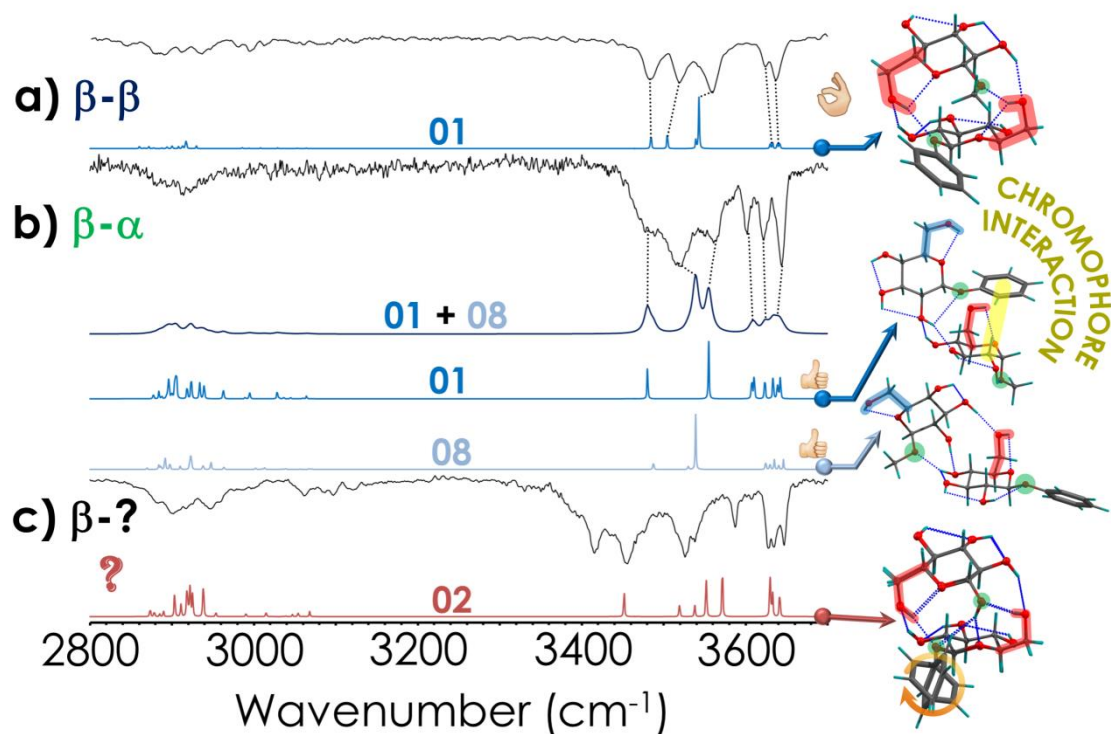 a) β-β
01
b) β-α
CHROMOPHORE
INTERACTION
01 + 08
01
08
c) β-?
?
02
2800 3000 3200 3400 3600
Wavenumber (cm-1)